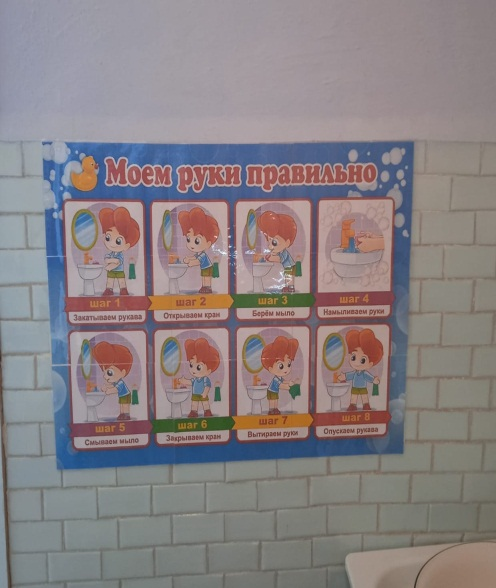 Моем руки правильно
шаг 1
Закатываем рукава
шаг 2
Открываем кран
шаг 3
Берём мыло
шаг 4
Намыливаем руки
шаг 5
Смываем мыло
шаг 6
Закрываем кран
шаг 7
Вытираем руки
шаг 8
Опускаем рукава